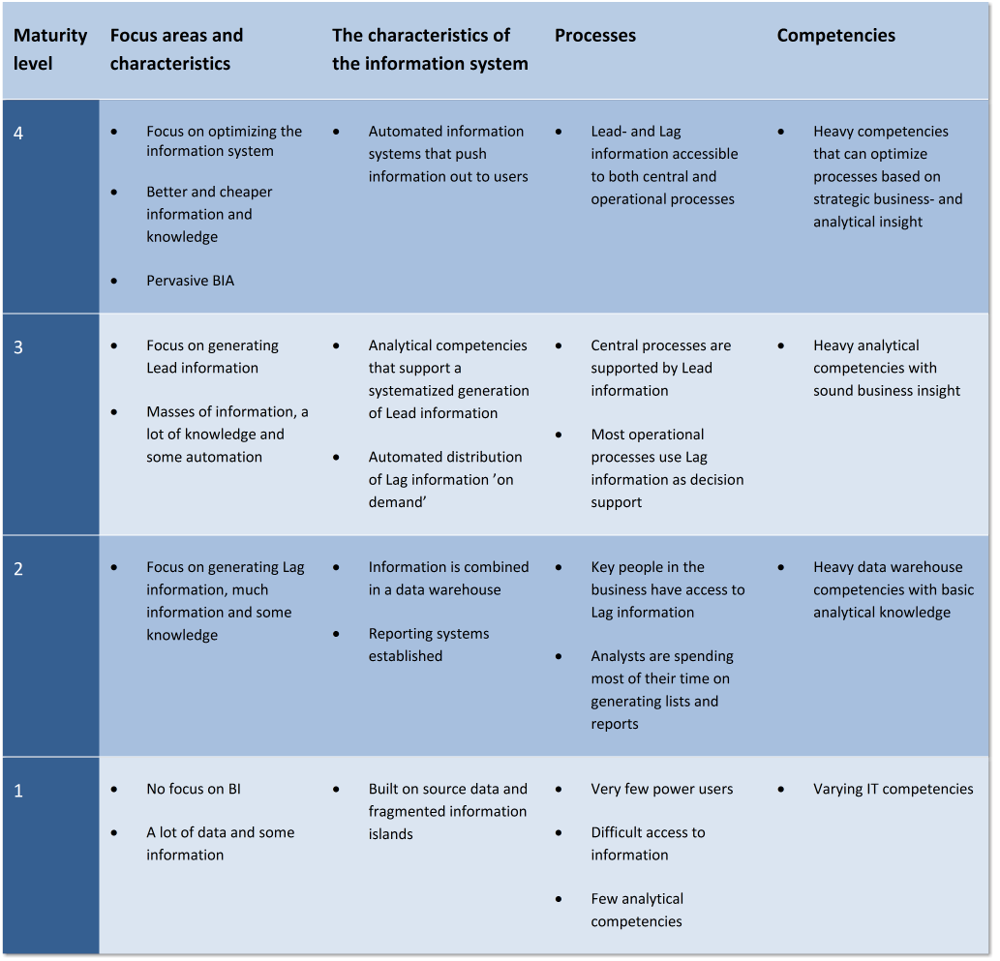 Maturity level
Focus areas and characteristics
The characteristics of the information system
Processes
Competencies
4
• Focus on optimizing the
information system
• Better and cheaper
information and
knowledge
• Pervasive BIA
• Automated information
systems that push
information out to users
• Lead- and Lag
information accessible
to both central and
operational processes
• Heavy competencies
that can optimize
processes based on
strategic business- and
analytical insight
3
• Focus on generating
Lead information
• Masses of information, a
lot of knowledge and
some automation
• Analytical competencies
that support a
systematized generation
of Lead information
• Automated distribution
of Lag information ’on
demand’
• Central processes are
supported by Lead
information
• Most operational
processes use Lag
information as decision
support
• Heavy analytical
competencies with
sound business insight
2
• Focus on generating Lag
information, much
information and some
knowledge
• Information is combined
in a data warehouse
• Reporting systems
established
• Key people in the
business have access to
Lag information
• Analysts are spending
most of their time on
generating lists and
reports
• Heavy data warehouse
competencies with basic
analytical knowledge
1
• No focus on BI
• A lot of data and some
information
• Built on source data and
fragmented information
islands
• Very few power users
• Difficult access to
information
• Few analytical
competencies
• Varying IT competencies